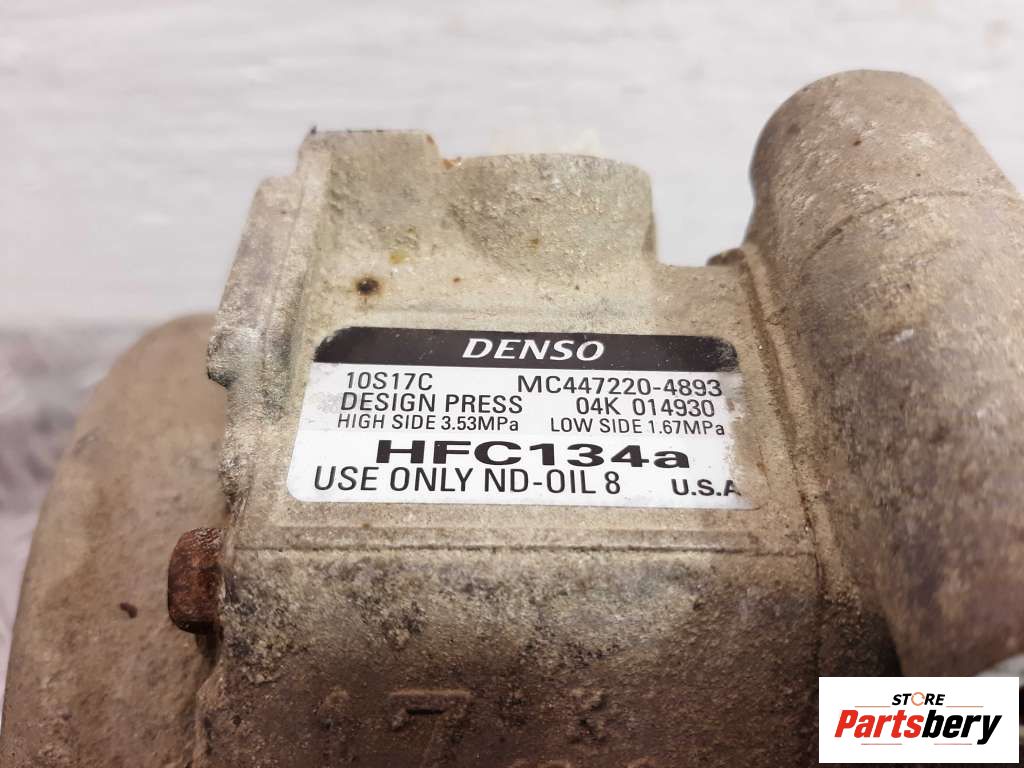 DENSO
10S17C MC447220-4893
DESIGN PRESS 04K 014930
HIGH SIDE 3.53MPa LOW SIDE 1.67MPa
HFC134a
USE ONLY ND-OIL 8 U.S.A
STORE
Partsbery